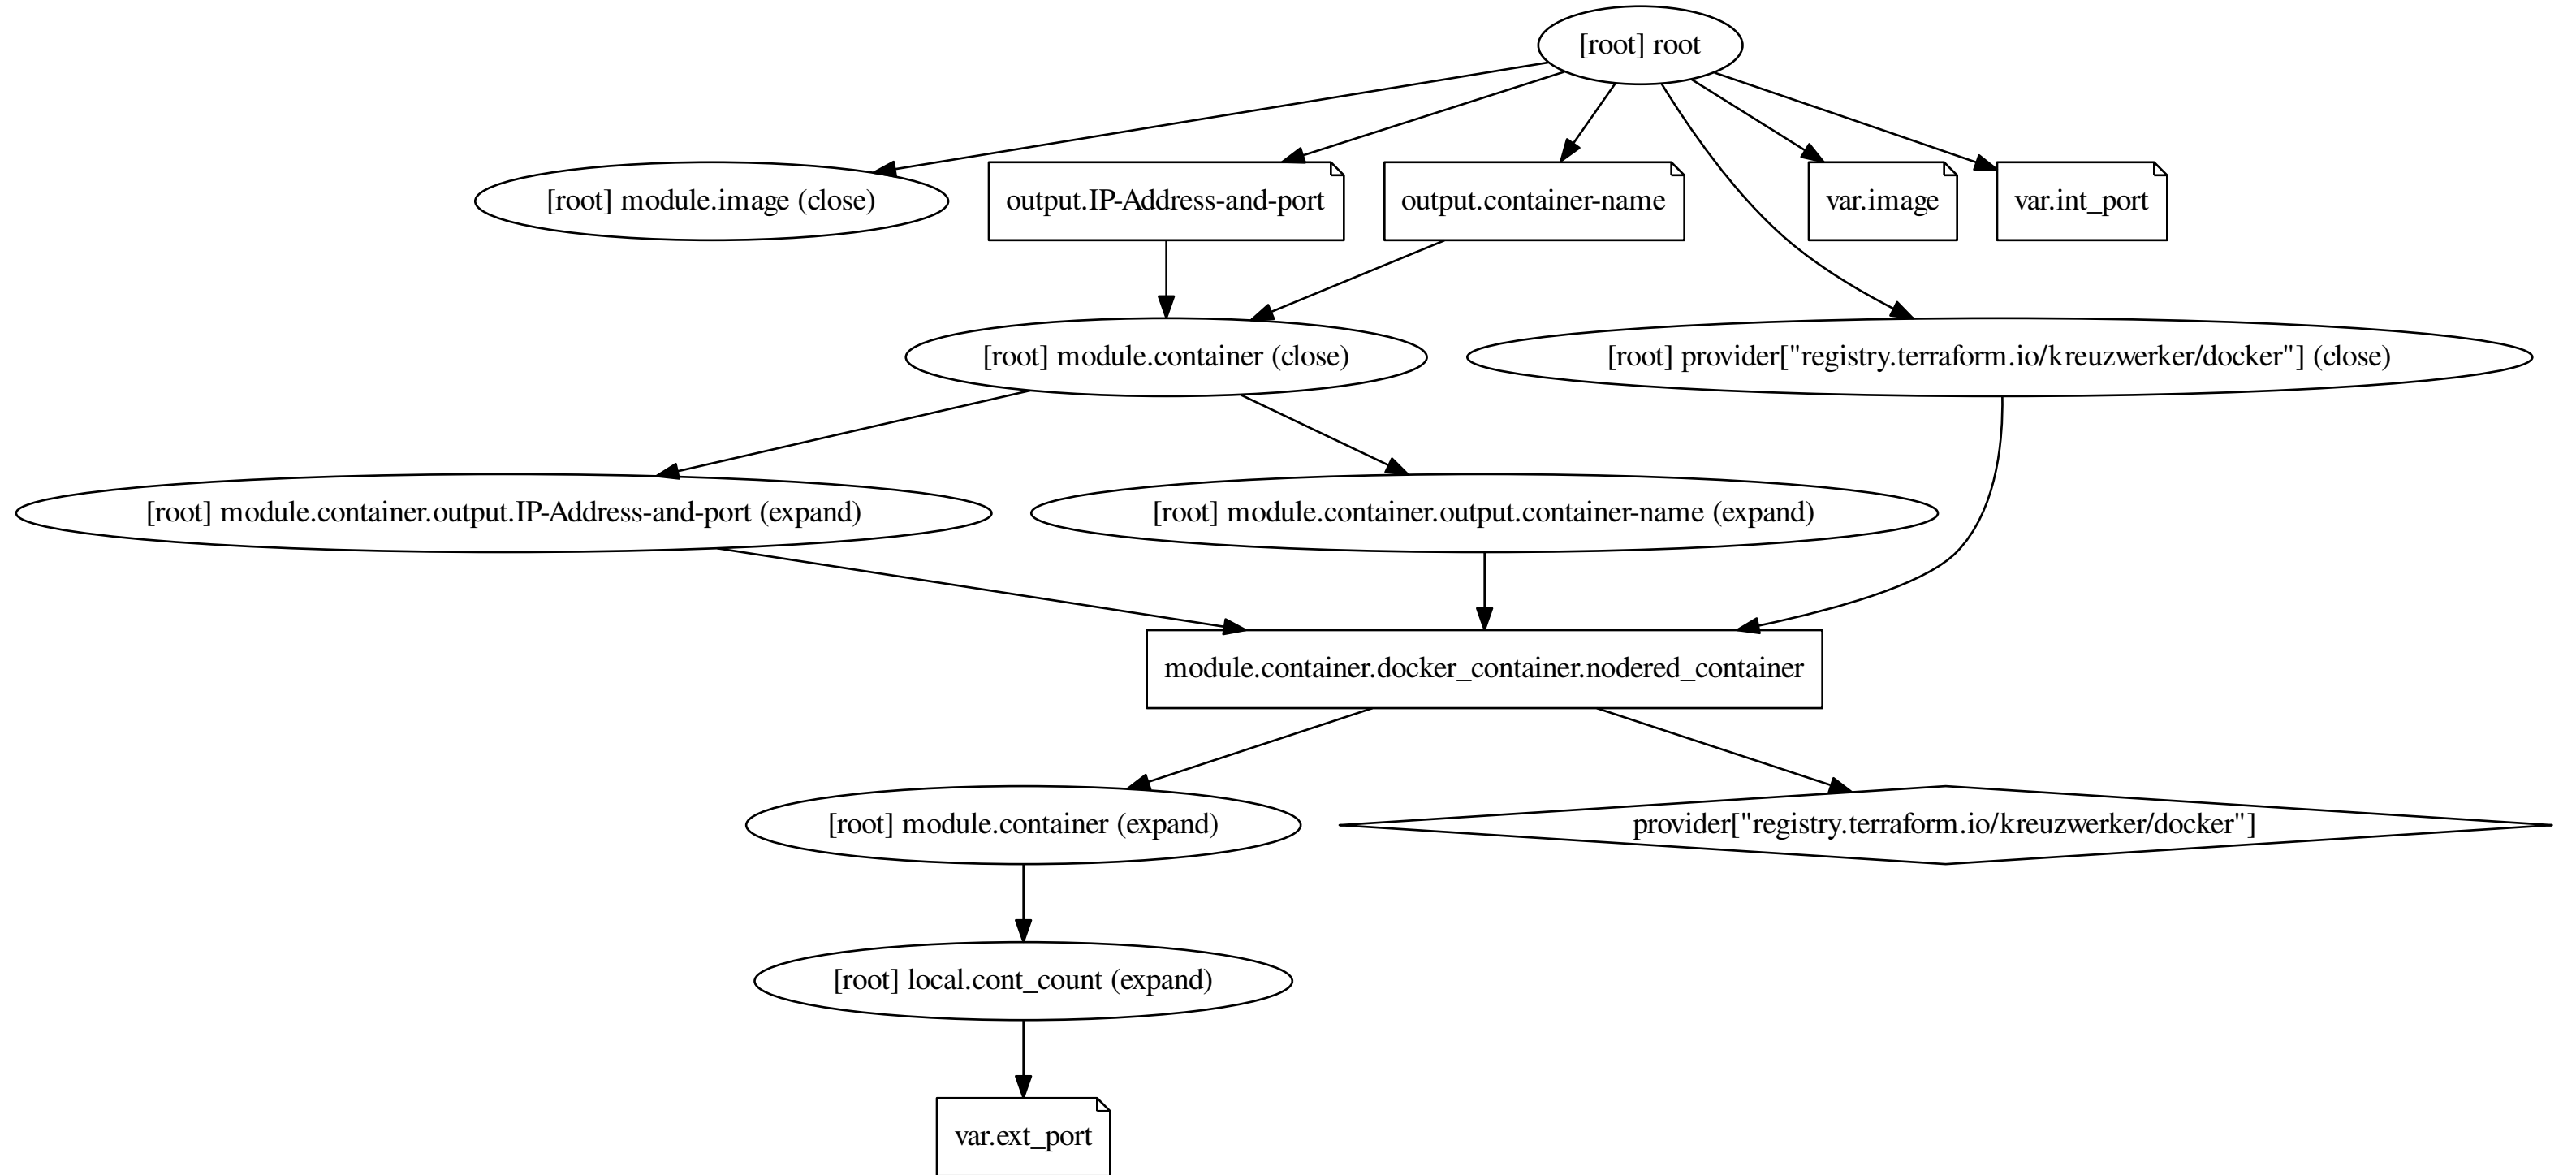 [root] root
[root] module.image (close)
output.IP-Address-and-port
output.container-name
var.image
var.int_port
[root] module.container (close)
[root] provider["registry.terraform.io/kreuzwerker/docker"] (close)
[root] module.container.output.IP-Address-and-port (expand)
[root] module.container.output.container-name (expand)
module.container.docker_container.nodered_container
[root] module.container (expand)
provider["registry.terraform.io/kreuzwerker/docker"]
[root] local.cont_count (expand)
var.ext_port